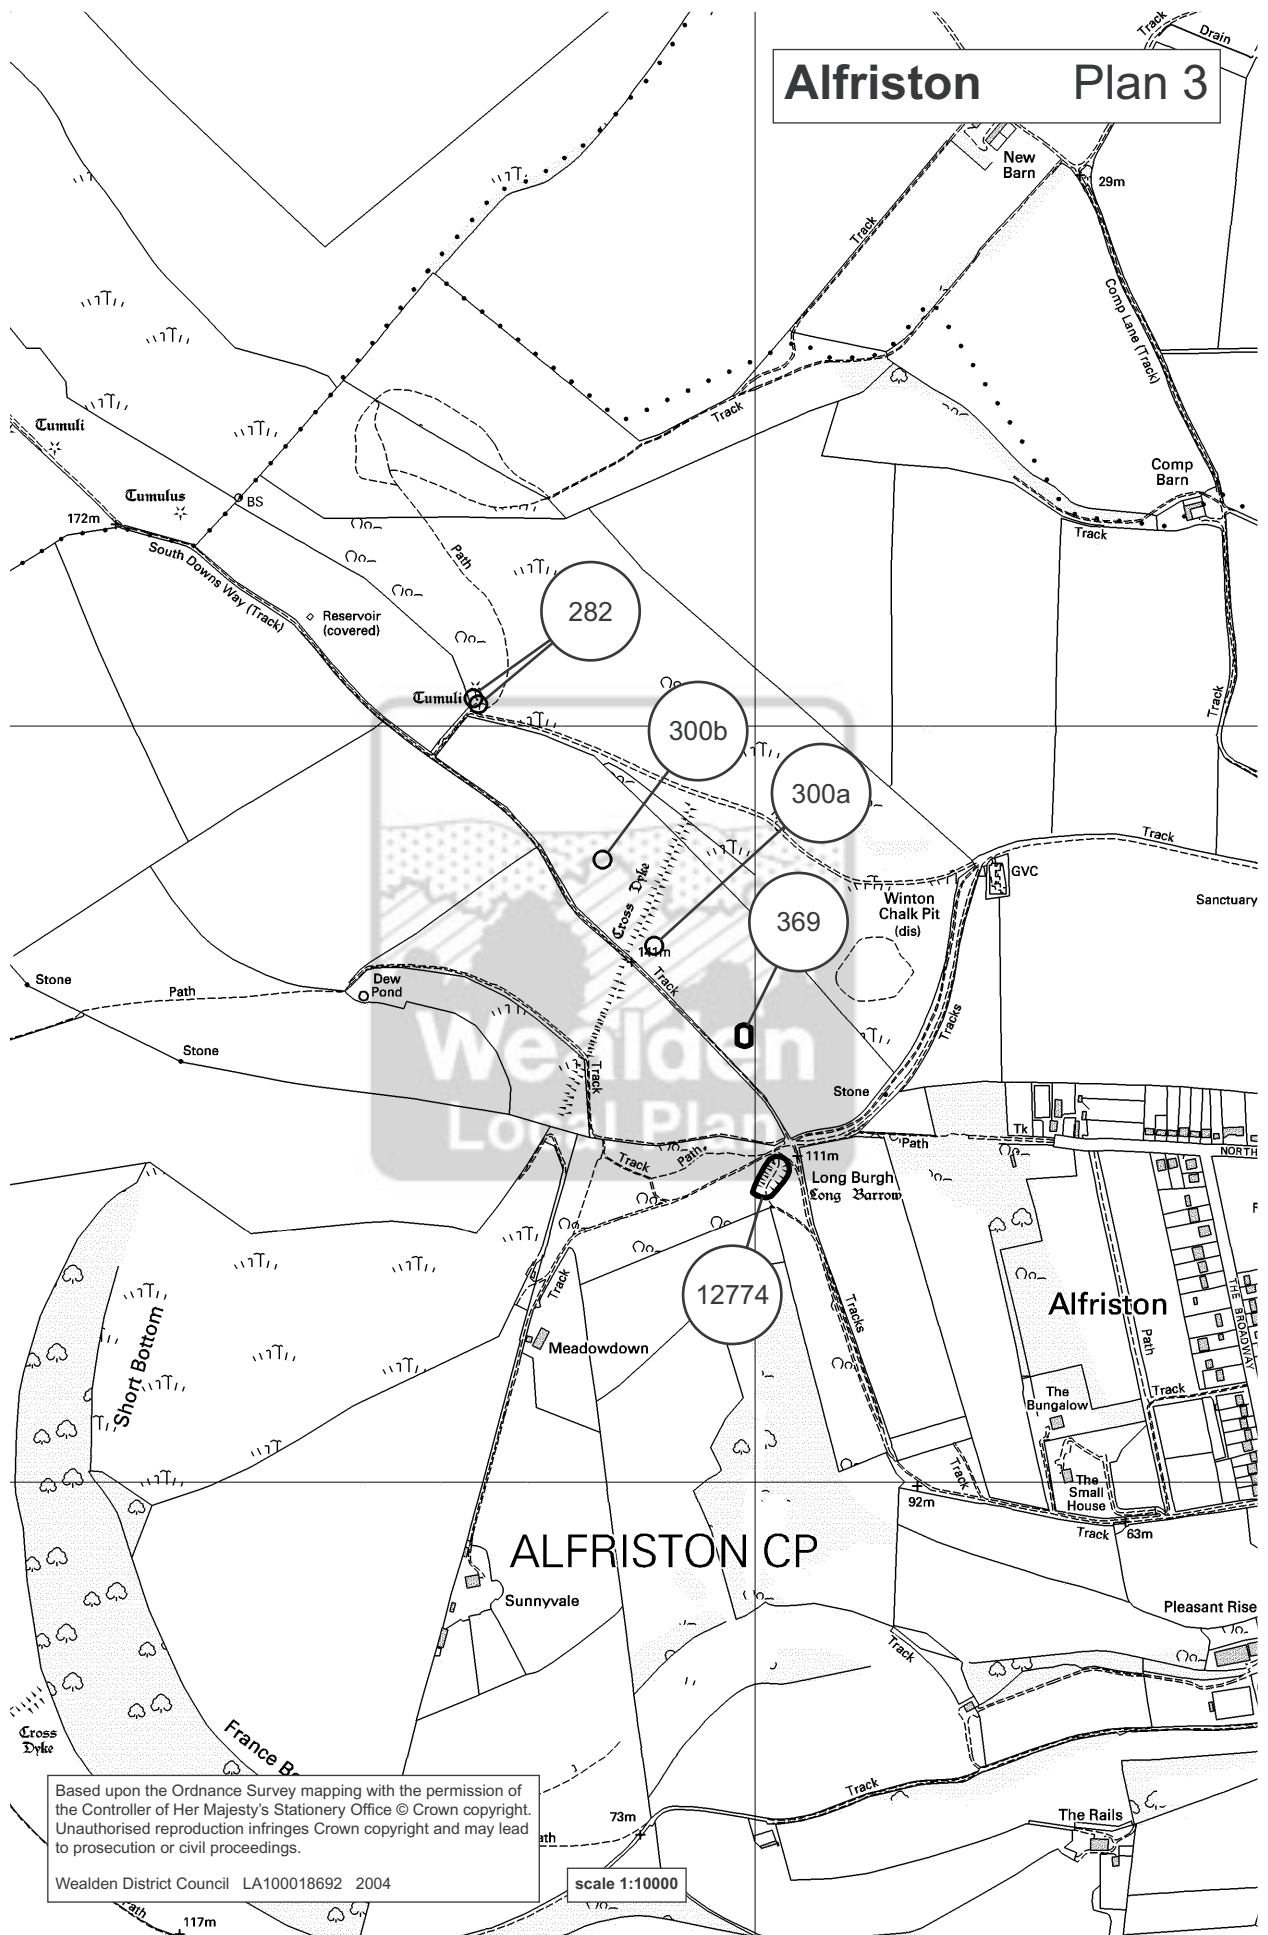 Alfriston Plan 3
Track
Drain
New
Barn
29m
Track
Comp Lane (Track)
Track
Tumuli
Tumulus
BS
172m
South Downs Way (Track)
Comp
Barn
Track
Path
Reservoir
(covered)
282
Tumuli
300b
300a
Track
Track
GVC
Sanctuary
Cross Dyke
Winton
Chalk Pit
(dis)
369
141m
Track
Stone
Path
Dew
Pond
Stone
Track
Tracks
Wealden
Local Plan
Stone
Path
Tk
NORTH
Track
Path
111m
Long Burgh
Long Barrow
12774
Track
Tracks
Alfriston
Path
THE BROADWAY
F
Meadowdown
Short Bottom
The
Bungalow
Track
Track
The
Small
House
92m
Track
63m
ALFRISTON CP
Sunnyvale
Pleasant Rise
Track
Cross
Dyke
France Bo
Based upon the Ordnance Survey mapping with the permission of
the Controller of Her Majesty's Stationery Office © Crown copyright.
Unauthorised reproduction infringes Crown copyright and may lead
to prosecution or civil proceedings.
Wealden District Council LA100018692 2004
ath
73m
Track
The Rails
scale 1:10000
Path
117m